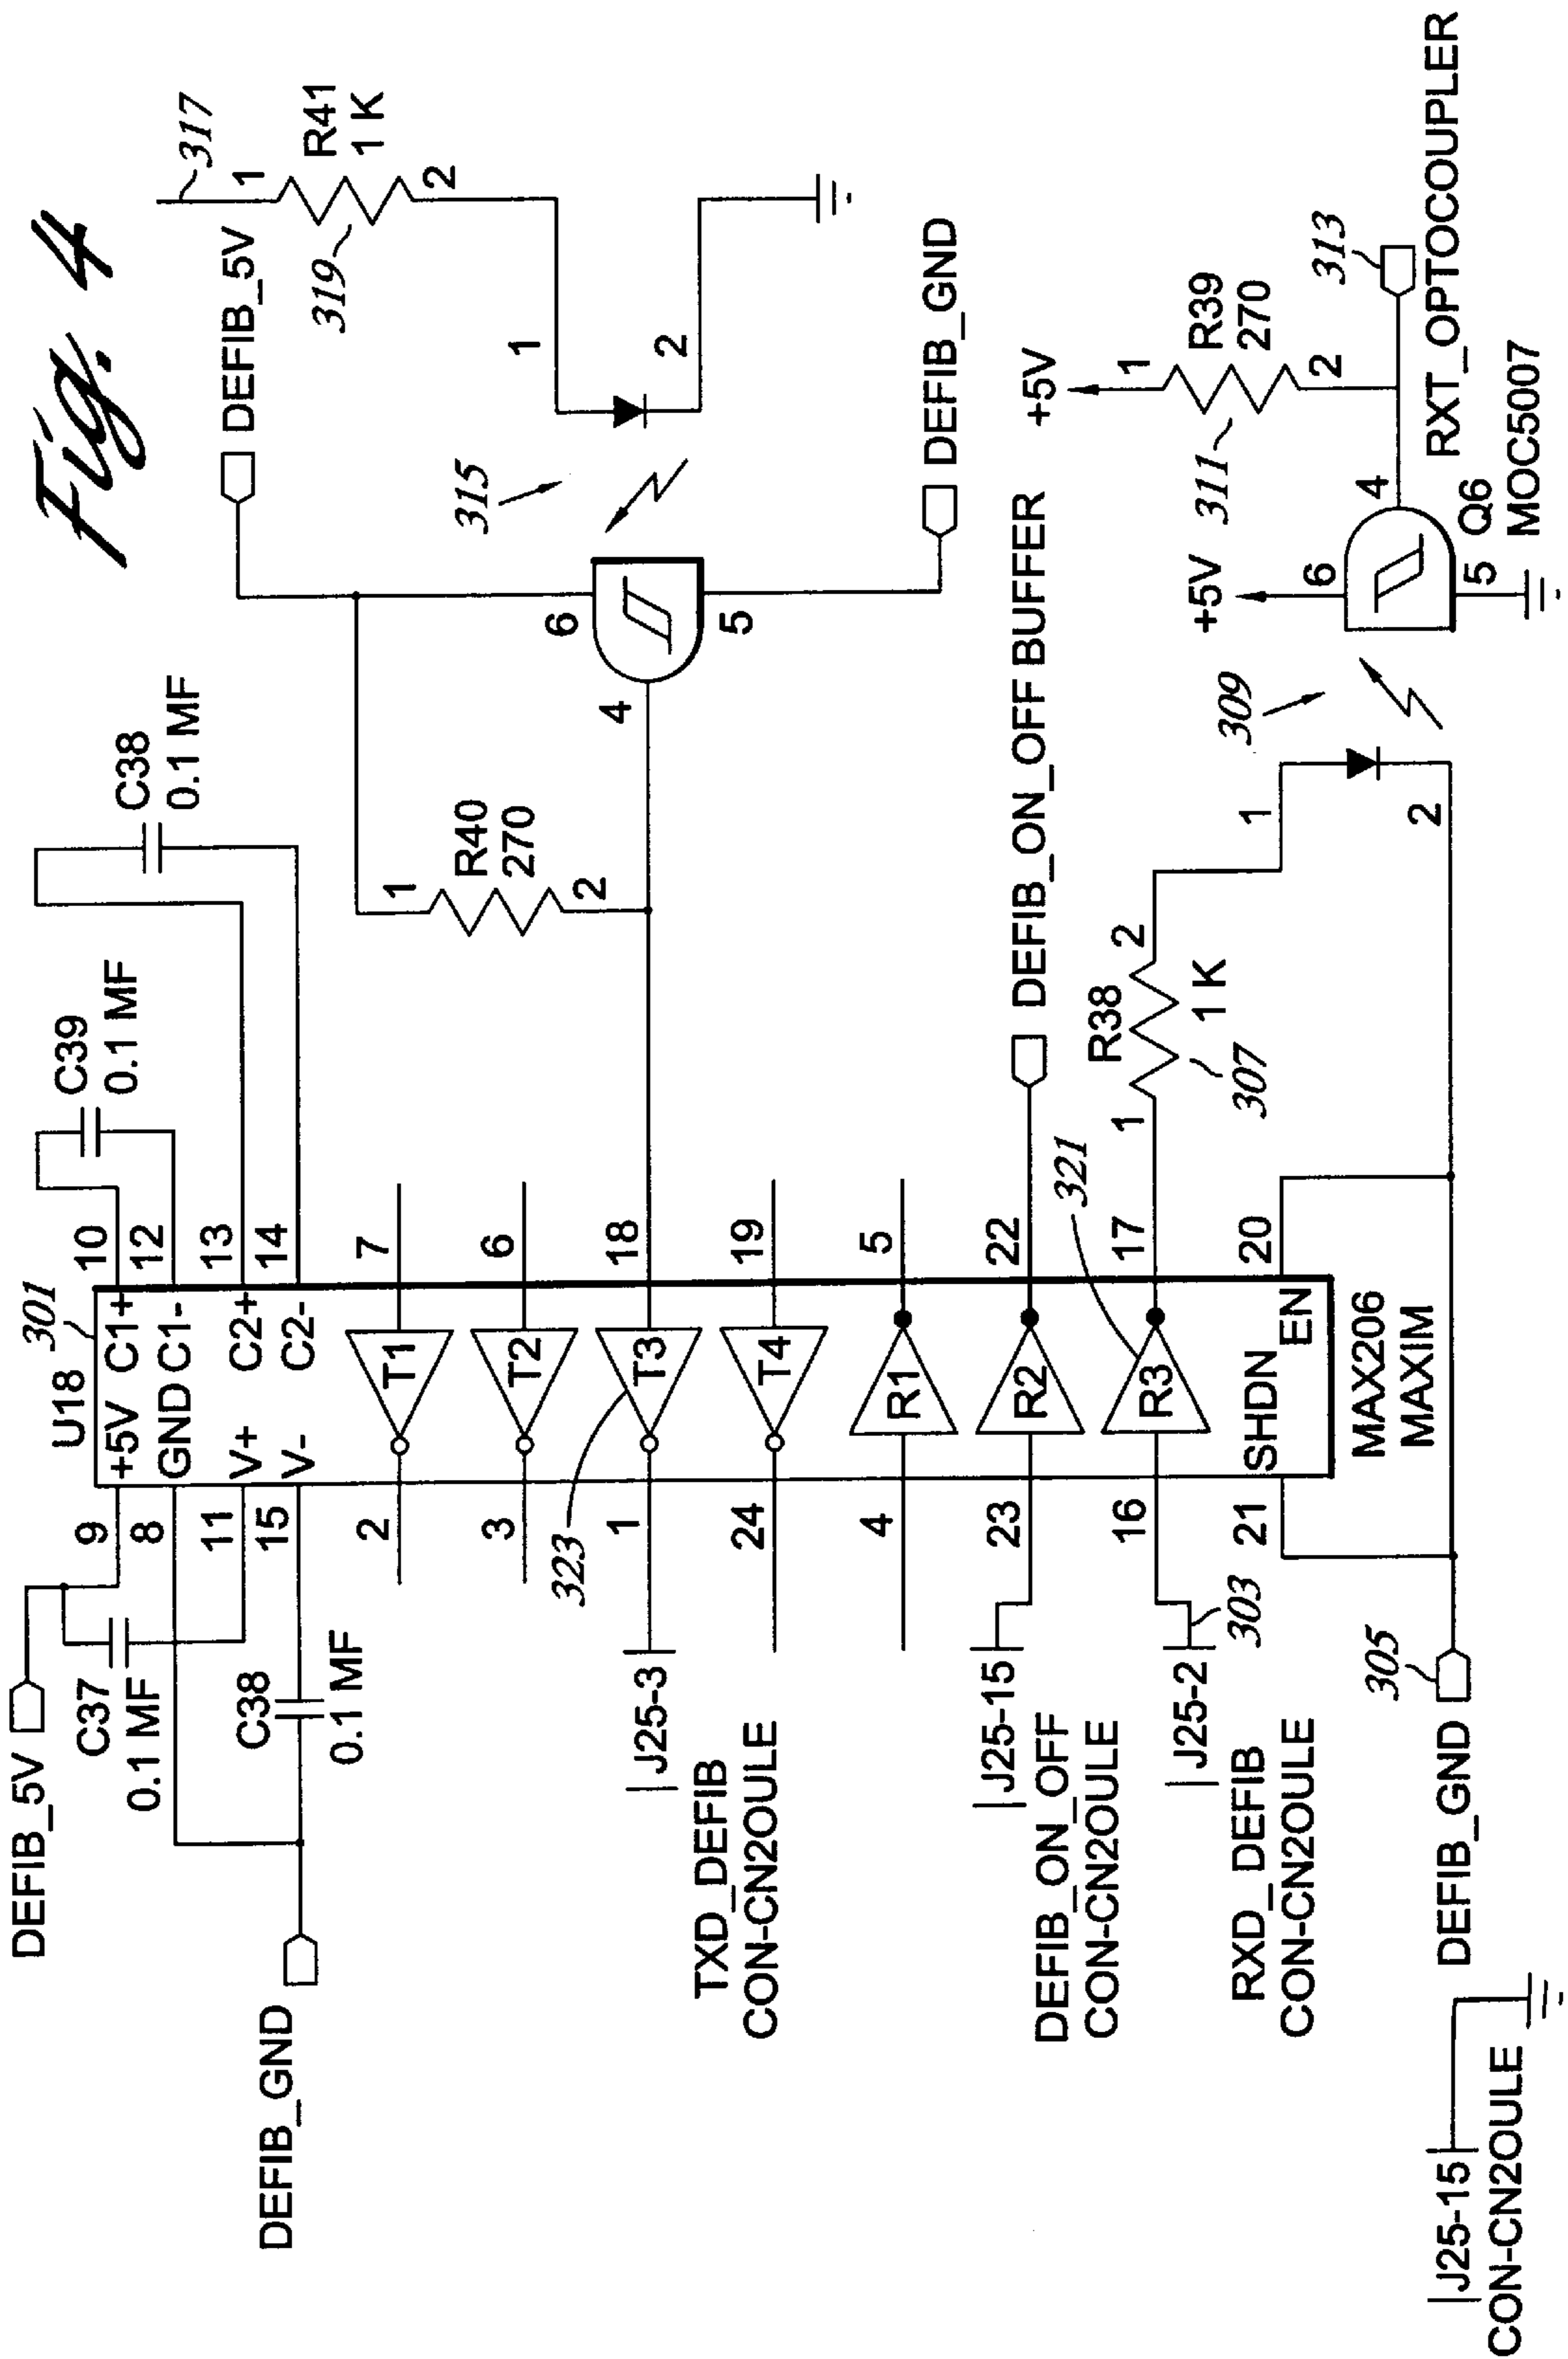 Fig. 4
DEFIB_5V
C37
0.1 MF
DEFIB_GND
C38
0.1 MF
9
8
11
15
U18
301
+5V C1+
GND C1-
V+ C2+
V- C2-
10
12
13
14
C39
0.1 MF
C38
0.1 MF
2
T1
7
3
T2
6
323
1
T3
18
24
T4
19
4
R1
5
23
R2
22
16
R3
17
321
21
SHDN
EN
20
MAX206
MAXIM
J25-3
TXD_DEFIB
CON-CN2OULE
J25-15
DEFIB_ON_OFF
CON-CN2OULE
J25-2
303
RXD_DEFIB
CON-CN2OULE
305
DEFIB_GND
J25-15
CON-CN2OULE
1
R40
270
2
4
6
5
DEFIB_5V
315
317
1
R41
1 K
319
2
1
2
DEFIB_GND
DEFIB_ON_OFF BUFFER
1
R38
2
1 K
307
1
2
309
+5V
6
4
5
Q6
MOC5007
+5V
1
R39
270
311
2
313
RXT_OPTOCOUPLER